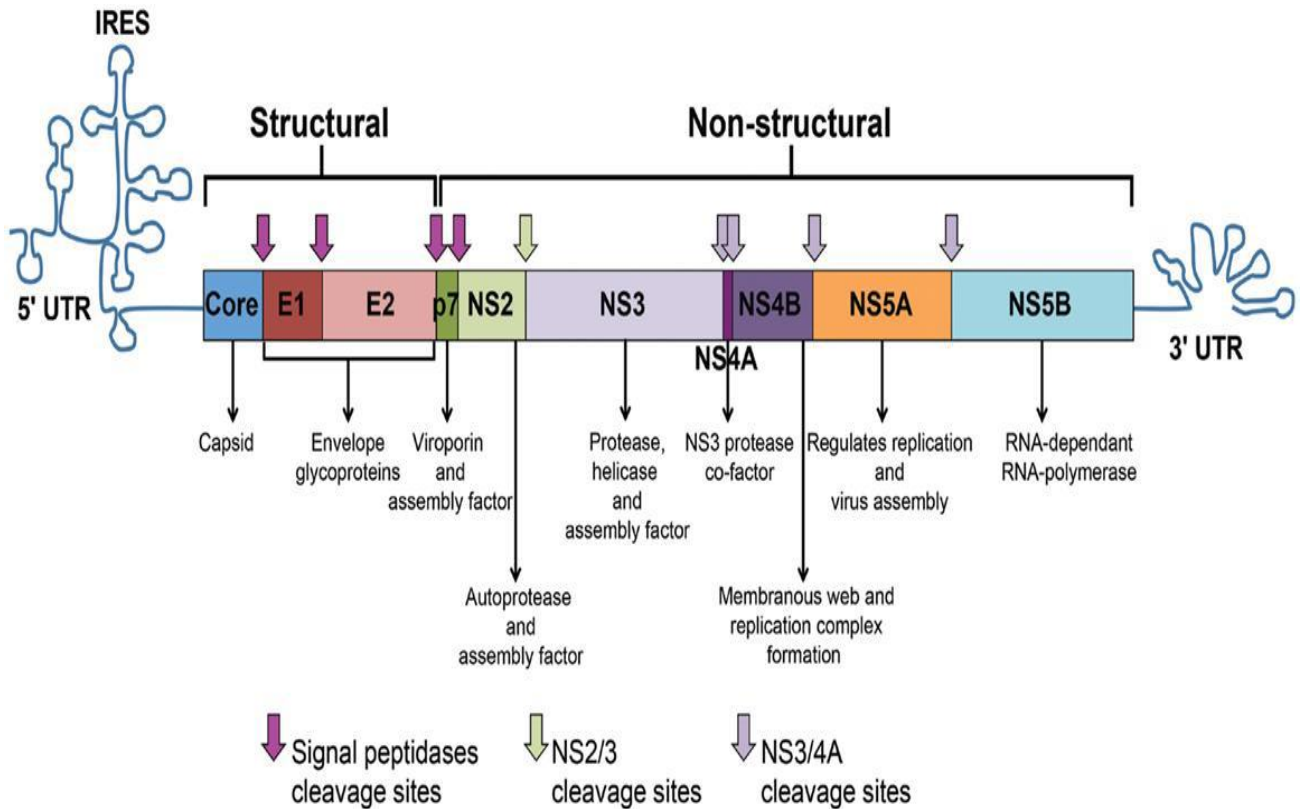 IRES
Structural
Non-structural
5' UTR
Core
E1
E2
p7
NS2
NS3
NS4A
NS4B
NS5A
NS5B
3' UTR
Capsid
Envelope
glycoproteins
Viroporin
and
assembly factor
Protease,
helicase
and
assembly factor
NS3 protease
co-factor
Regulates replication
and
virus assembly
RNA-dependant
RNA-polymerase
Autoprotease
and
assembly factor
Membranous web and
replication complex
formation
Signal peptidases
cleavage sites
NS2/3
cleavage sites
NS3/4A
cleavage sites